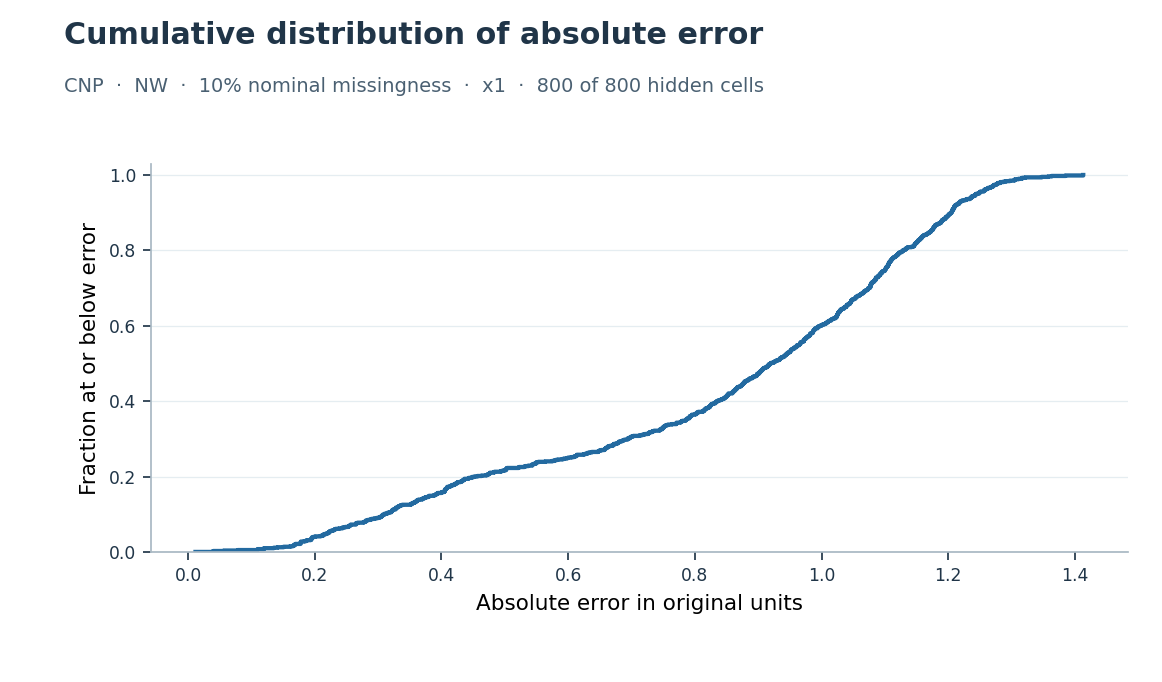 Cumulative distribution of absolute error
CNP · NW · 10% nominal missingness · x1 · 800 of 800 hidden cells
Fraction at or below error
1.0
0.8
0.6
0.4
0.2
0.0
0.0 0.2 0.4 0.6 0.8 1.0 1.2 1.4
Absolute error in original units